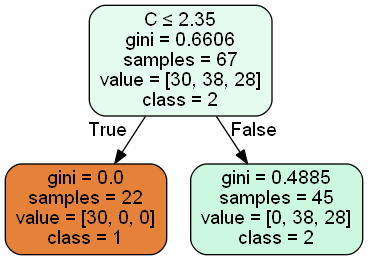 C ≤ 2.35
gini = 0.6606
samples = 67
value = [30, 38, 28]
class = 2
True
False
gini = 0.0
samples = 22
value = [30, 0, 0]
class = 1
gini = 0.4885
samples = 45
value = [0, 38, 28]
class = 2